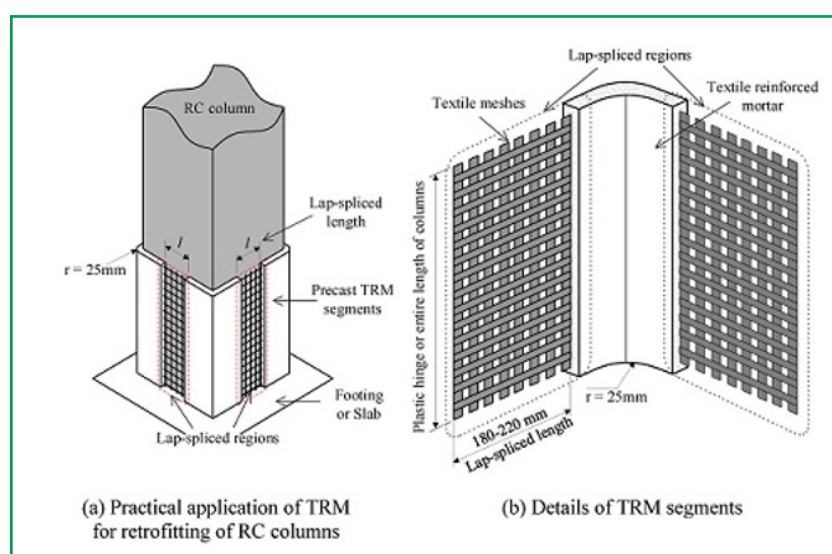 RC column
Lap-spliced
length
l
l
r = 25mm
Precast TRM
segments
Footing
or Slab
Lap-spliced regions
(a) Practical application of TRM
for retrofitting of RC columns
Lap-spliced regions
Textile meshes
Textile reinforced
mortar
Plastic hinge or entire length of columns
r = 25mm
180-220 mm
Lap-spliced length
(b) Details of TRM segments